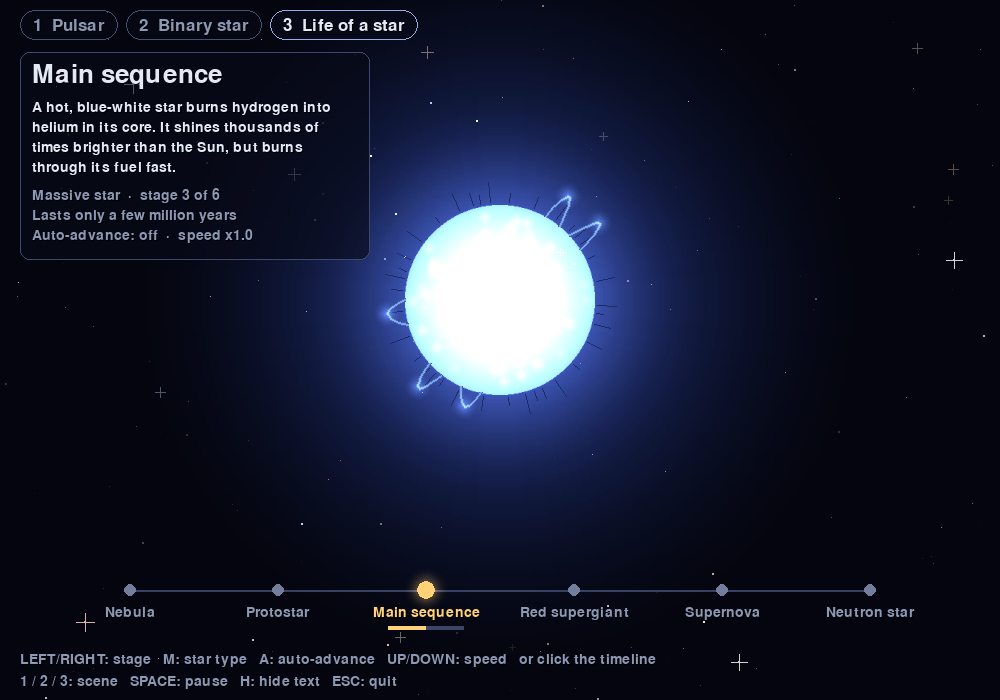 1 Pulsar 2 Binary star 3 Life of a star
Main sequence
A hot, blue-white star burns hydrogen into
helium in its core. It shines thousands of
times brighter than the Sun, but burns
through its fuel fast.
Massive star · stage 3 of 6
Lasts only a few million years
Auto-advance: off · speed x1.0
Nebula Protostar Main sequence Red supergiant Supernova Neutron star
LEFT/RIGHT: stage M: star type A: auto-advance UP/DOWN: speed or click the timeline
1 / 2 / 3: scene SPACE: pause H: hide text ESC: quit